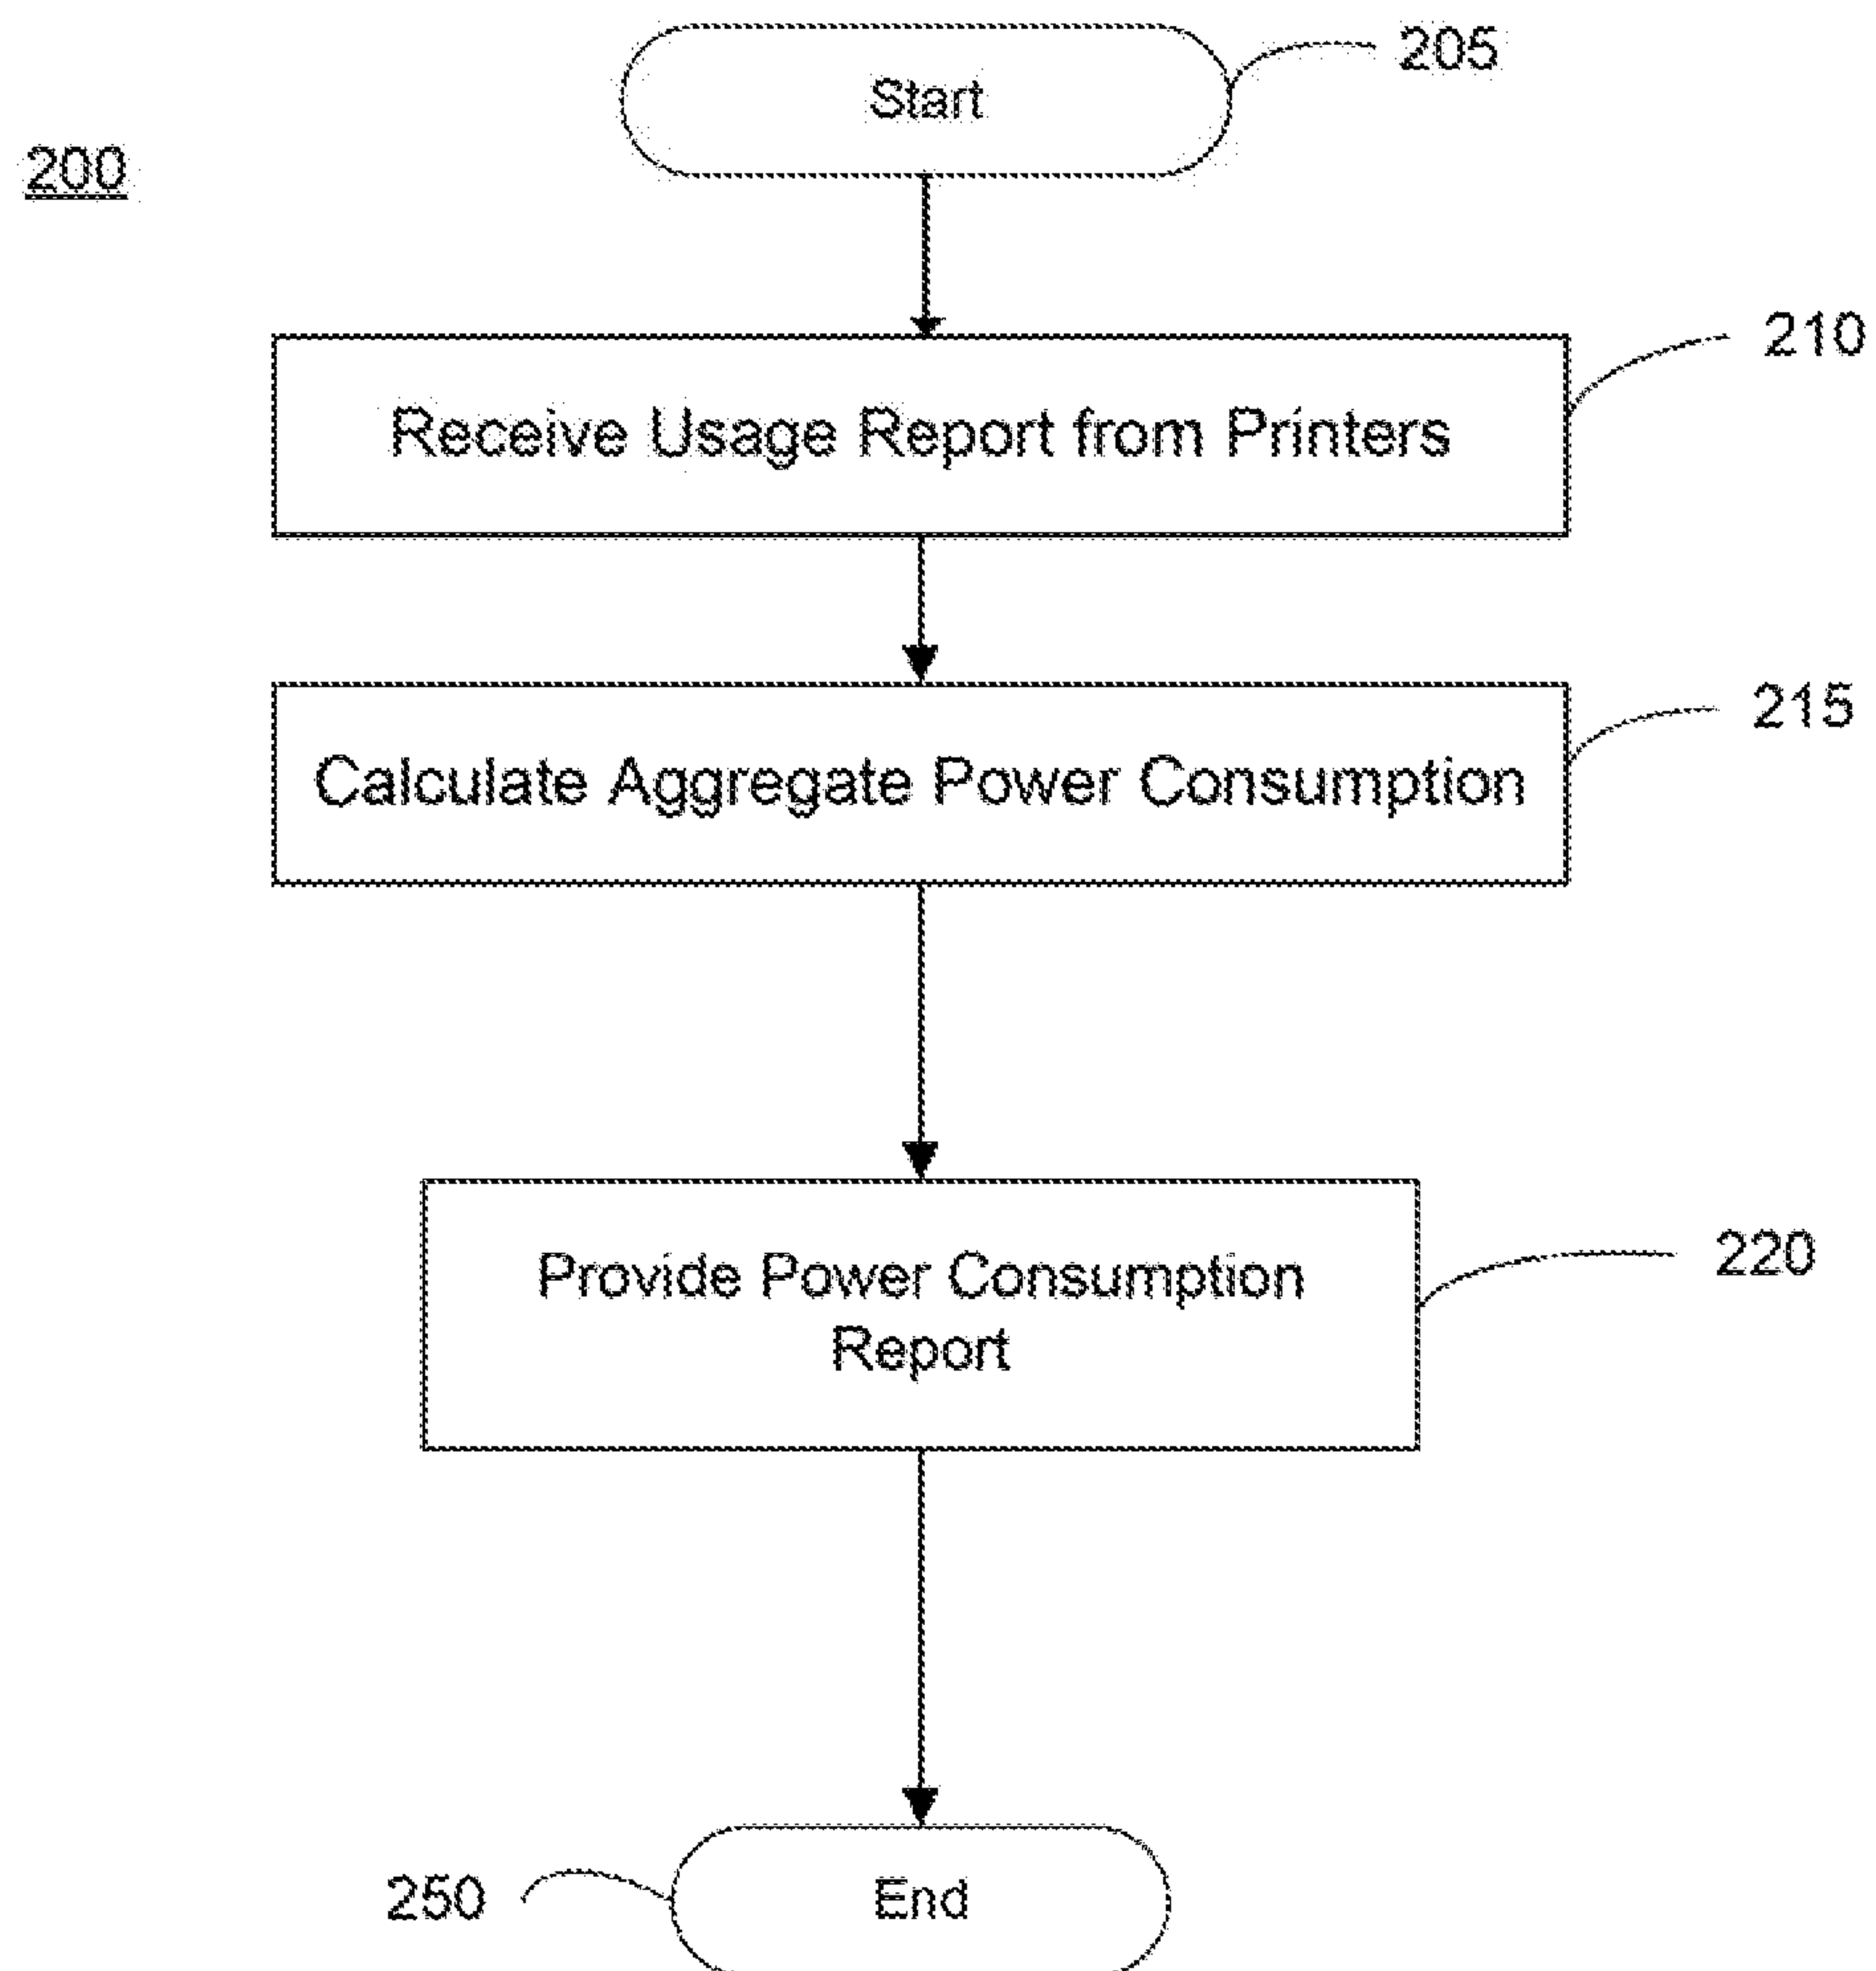 Start
205
200
Receive Usage Report from Printers
210
Calculate Aggregate Power Consumption
215
Provide Power Consumption
Report
220
250
End